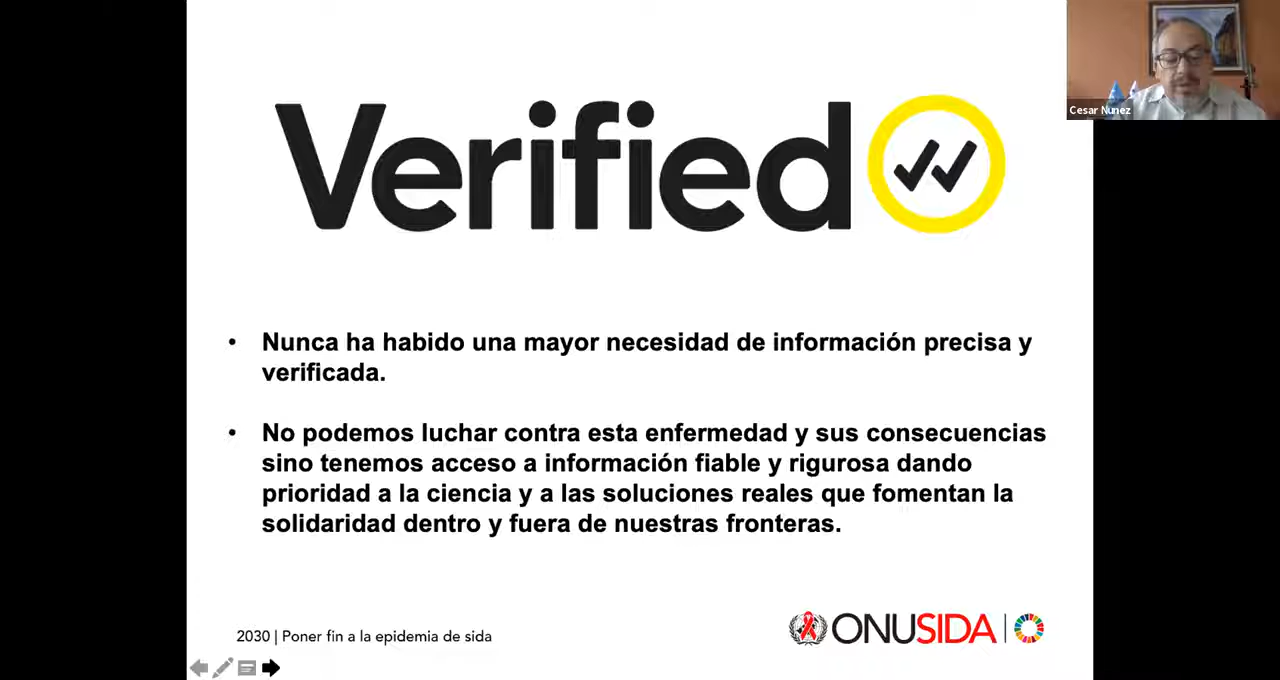 Verified
Cesar Nunez
• Nunca ha habido una mayor necesidad de información precisa y
verificada.
• No podemos luchar contra esta enfermedad y sus consecuencias
sino tenemos acceso a información fiable y rigurosa dando
prioridad a la ciencia y a las soluciones reales que fomentan la
solidaridad dentro y fuera de nuestras fronteras.
2030 | Poner fin a la epidemia de sida
ONUSIDA